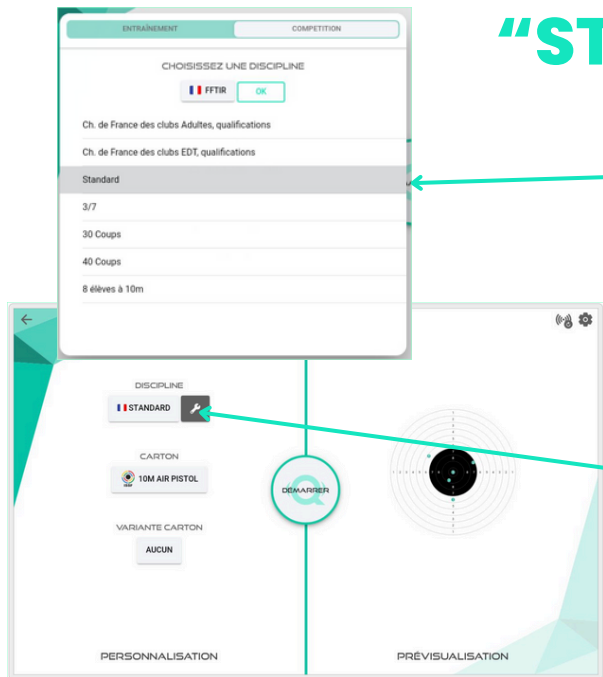 "ST
ENTRAÎNEMENT
COMPETITION
CHOISISSEZ UNE DISCIPLINE
FFTIR
OK
Ch. de France des clubs Adultes, qualifications
Ch. de France des clubs EDT, qualifications
Standard
3/7
30 Coups
40 Coups
8 élèves à 10m
DISCIPLINE
STANDARD
CARTON
10M AIR PISTOL
VARIANTE CARTON
AUCUN
DÉMARRER
PERSONNALISATION
PRÉVISUALISATION